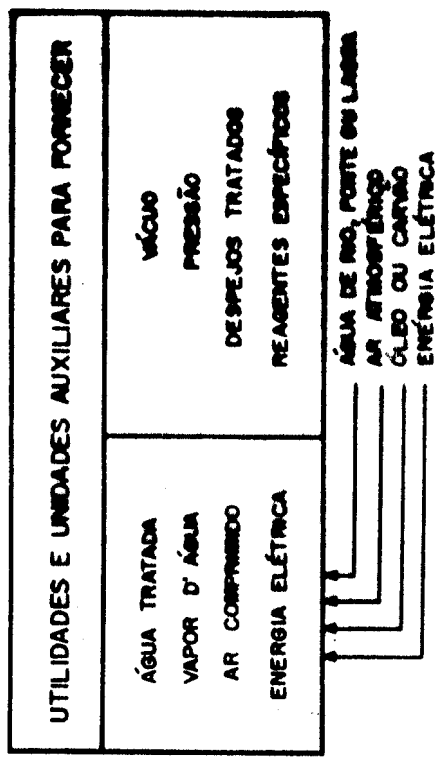 UTILIDADES E UNIDADES AUXILIARES PARA FORNECER
ÁGUA TRATADA
VAPOR D'ÁGUA
AR COMPRIMIDO
ENERGIA ELÉTRICA
VÁCUO
PRESSÃO
DESPEJOS TRATADOS
REAGENTES ESPECÍFICOS
ÁGUA DE RIO, FONTE OU LAGOA
AR ATMOSFÉRICO
ÓLEO OU CARVÃO
ENERGIA ELÉTRICA